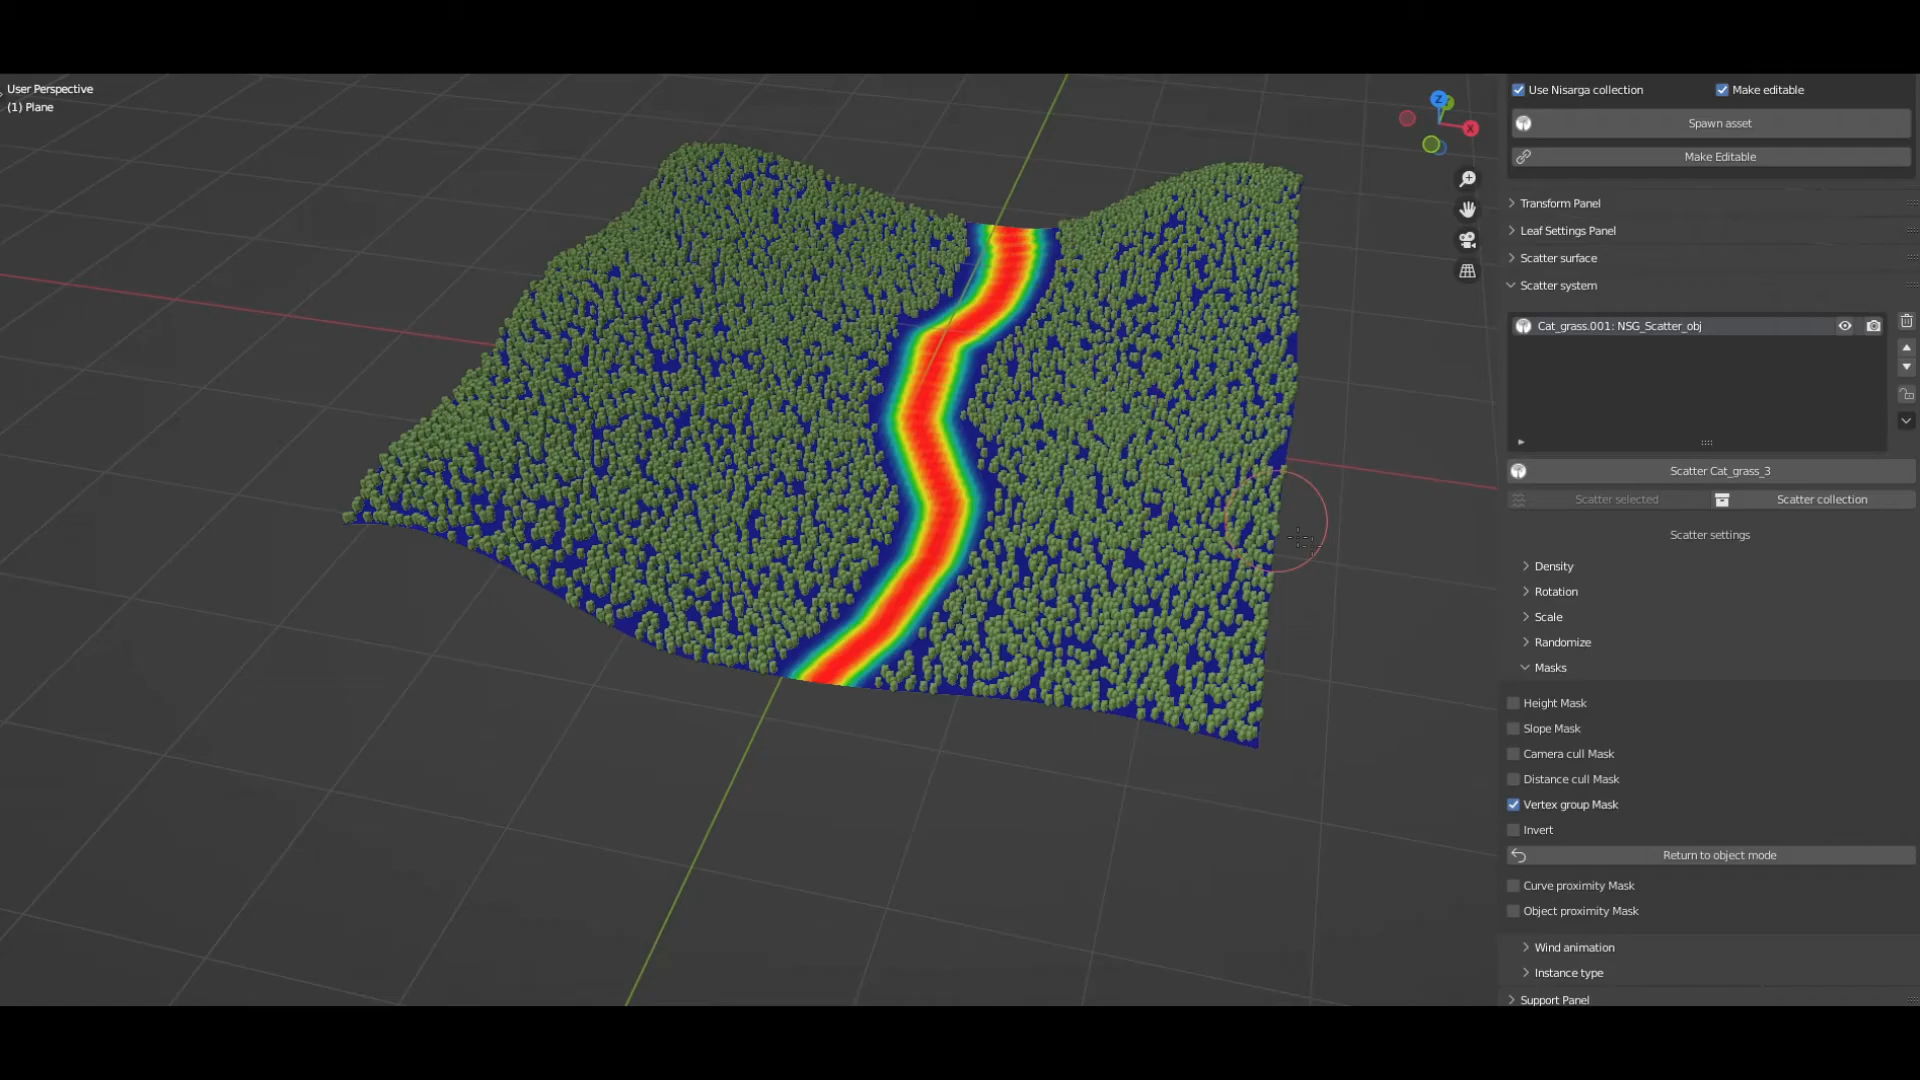 User Perspective
(1) Plane
Z
X
Use Nisarga collection Make editable
Spawn asset
Make Editable
Transform Panel
Leaf Settings Panel
Scatter surface
Scatter system
Cat_grass.001: NSG_Scatter_obj
Scatter Cat_grass_3
Scatter selected Scatter collection
Scatter settings
Density
Rotation
Scale
Randomize
Masks
Height Mask
Slope Mask
Camera cull Mask
Distance cull Mask
Vertex group Mask
Invert
Return to object mode
Curve proximity Mask
Object proximity Mask
Wind animation
Instance type
Support Panel